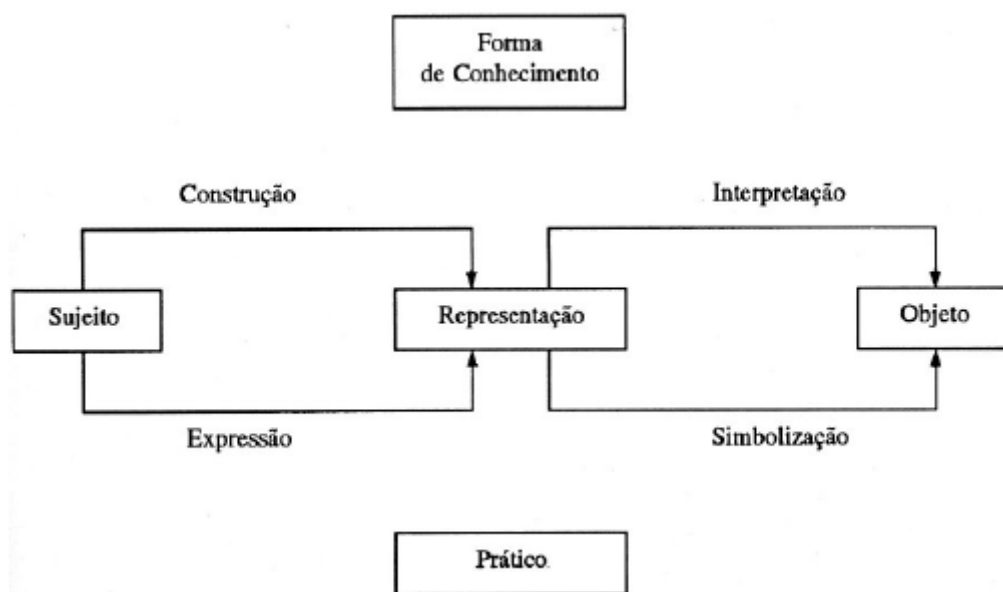 Forma
de Conhecimento
Construção
Interpretação
Sujeito
Representação
Objeto
Expressão
Simbolização
Prático